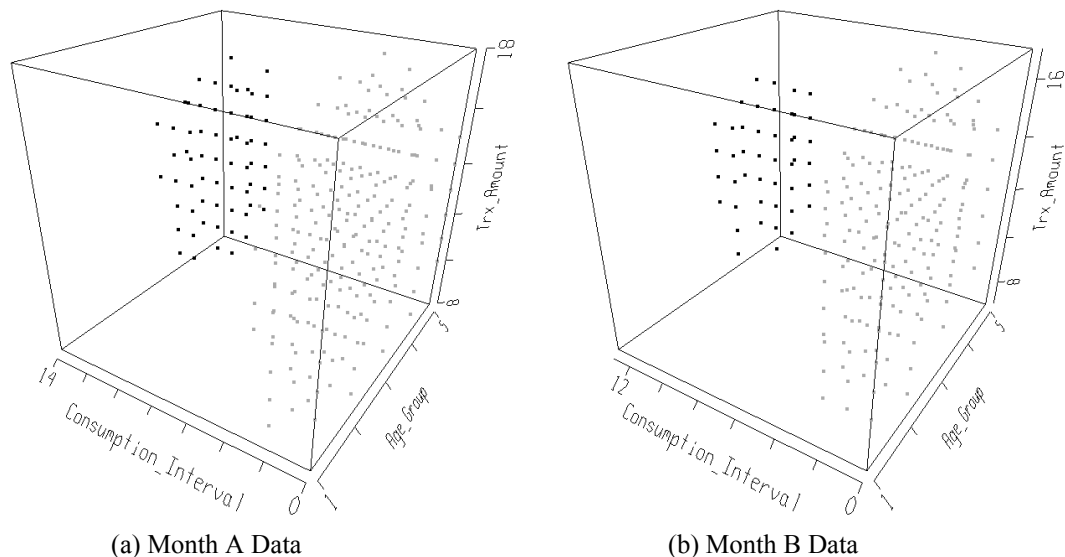 18
Trx_Amount
8
5
Age_Group
1
14
Consumption_Interval
0
(a) Month A Data
16
Trx_Amount
8
5
Age_Group
1
12
Consumption_Interval
0
(b) Month B Data